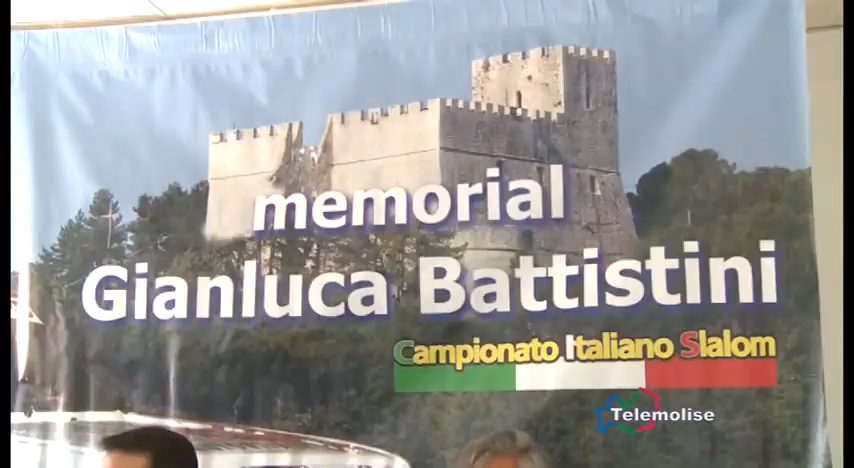 memorial
Gianluca Battistini
Campionato Italiano Slalom
Telemolise